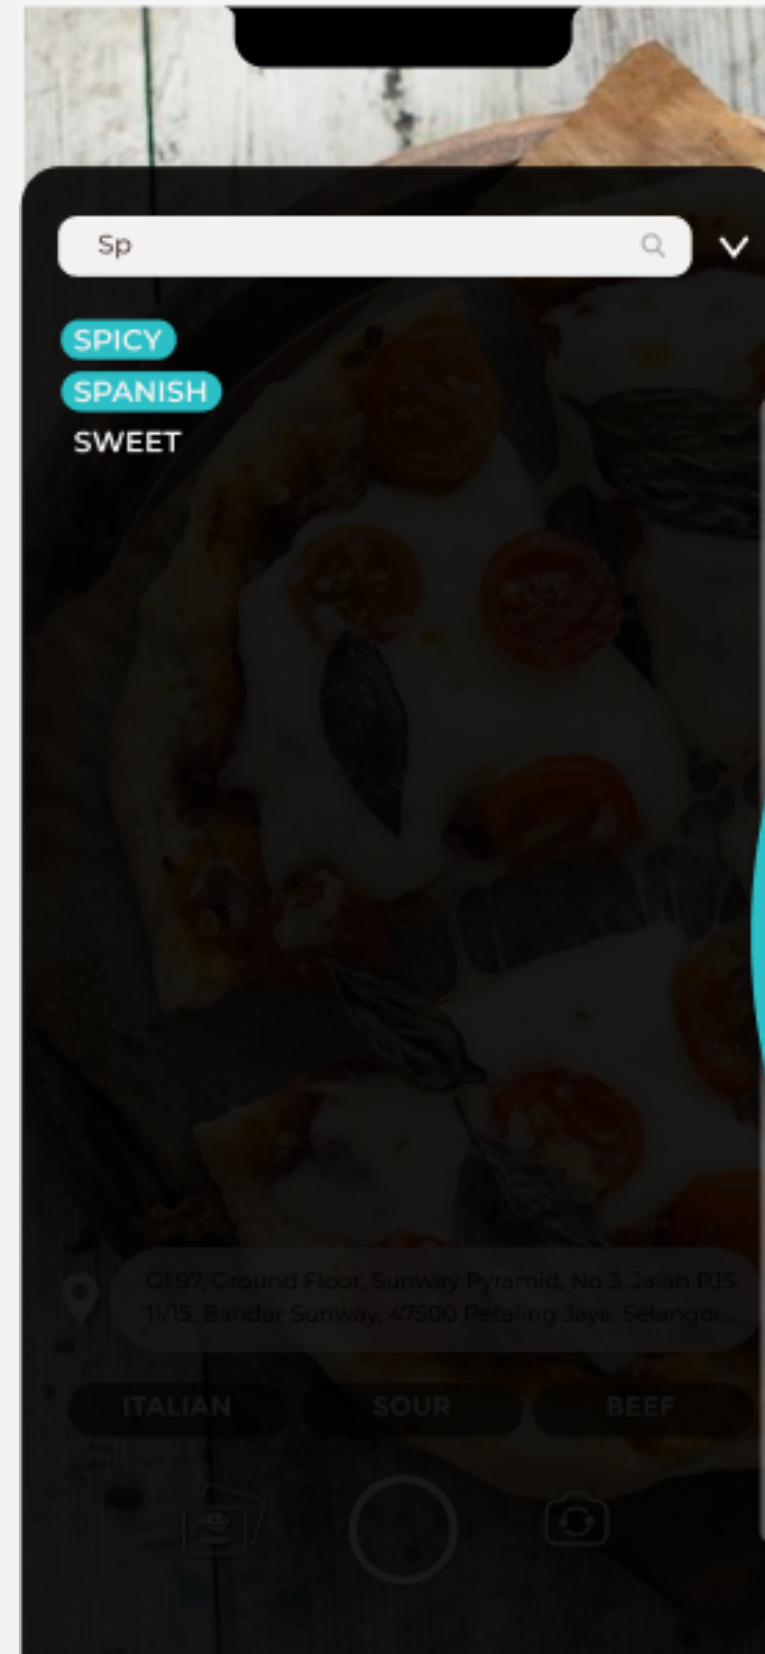 Sp
SPICY
SPANISH
SWEET
G1.97, Ground Floor, Sunway Pyramid, No 3, Jalan PJS
11/15, Bandar Sunway, 47500 Petaling Jaya, Selangor...
ITALIAN SOUR BEEF